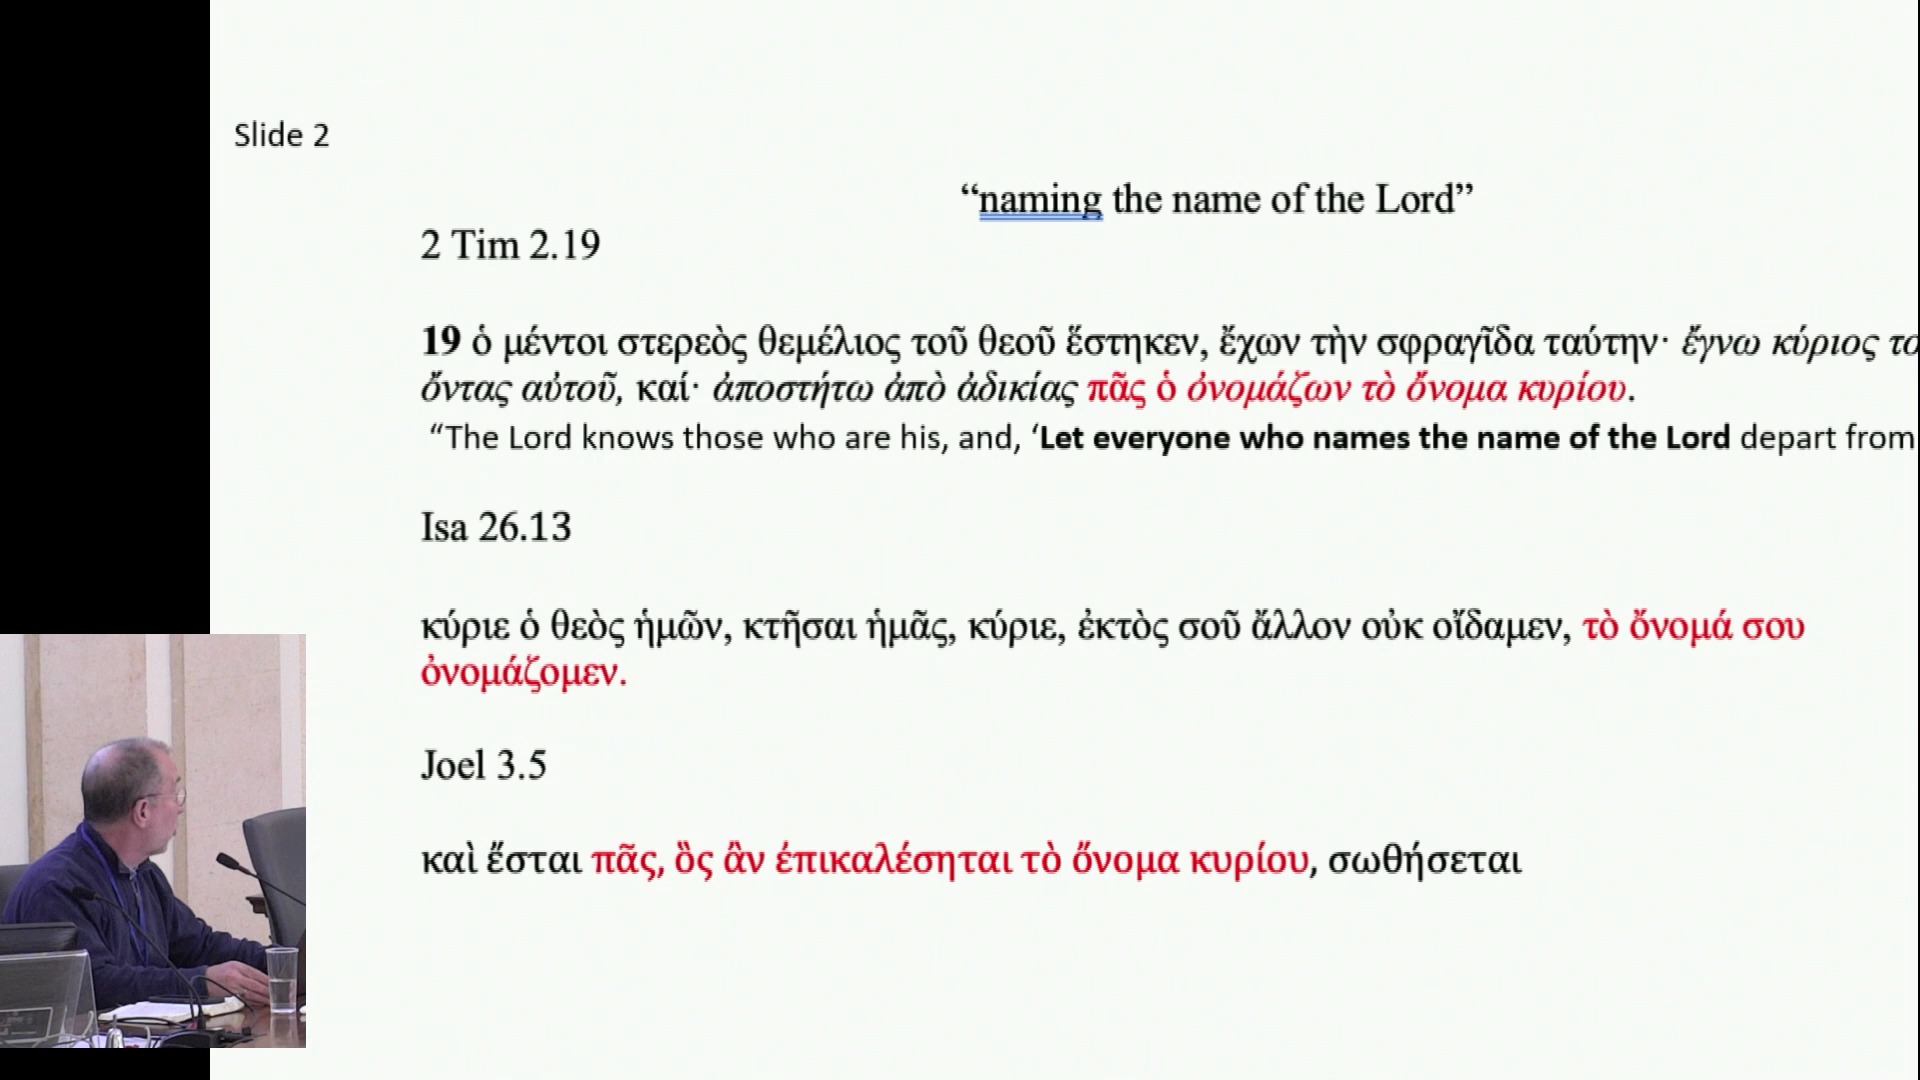 Slide 2
“naming the name of the Lord”
2 Tim 2.19
19 ὁ μέντοι στερεὸς θεμέλιος τοῦ θεοῦ ἕστηκεν, ἔχων τὴν σφραγῖδα ταύτην· ἔγνω κύριος το
ὄντας αὐτοῦ, καί· ἀποστήτω ἀπὸ ἀδικίας πᾶς ὁ ὀνομάζων τὸ ὄνομα κυρίου.
“The Lord knows those who are his, and, ‘Let everyone who names the name of the Lord depart from
Isa 26.13
κύριε ὁ θεὸς ἡμῶν, κτῆσαι ἡμᾶς, κύριε, ἐκτὸς σοῦ ἄλλον οὐκ οἴδαμεν, τὸ ὄνομά σου
ὀνομάζομεν.
Joel 3.5
καὶ ἔσται πᾶς, ὃς ἂν ἐπικαλέσηται τὸ ὄνομα κυρίου, σωθήσεται